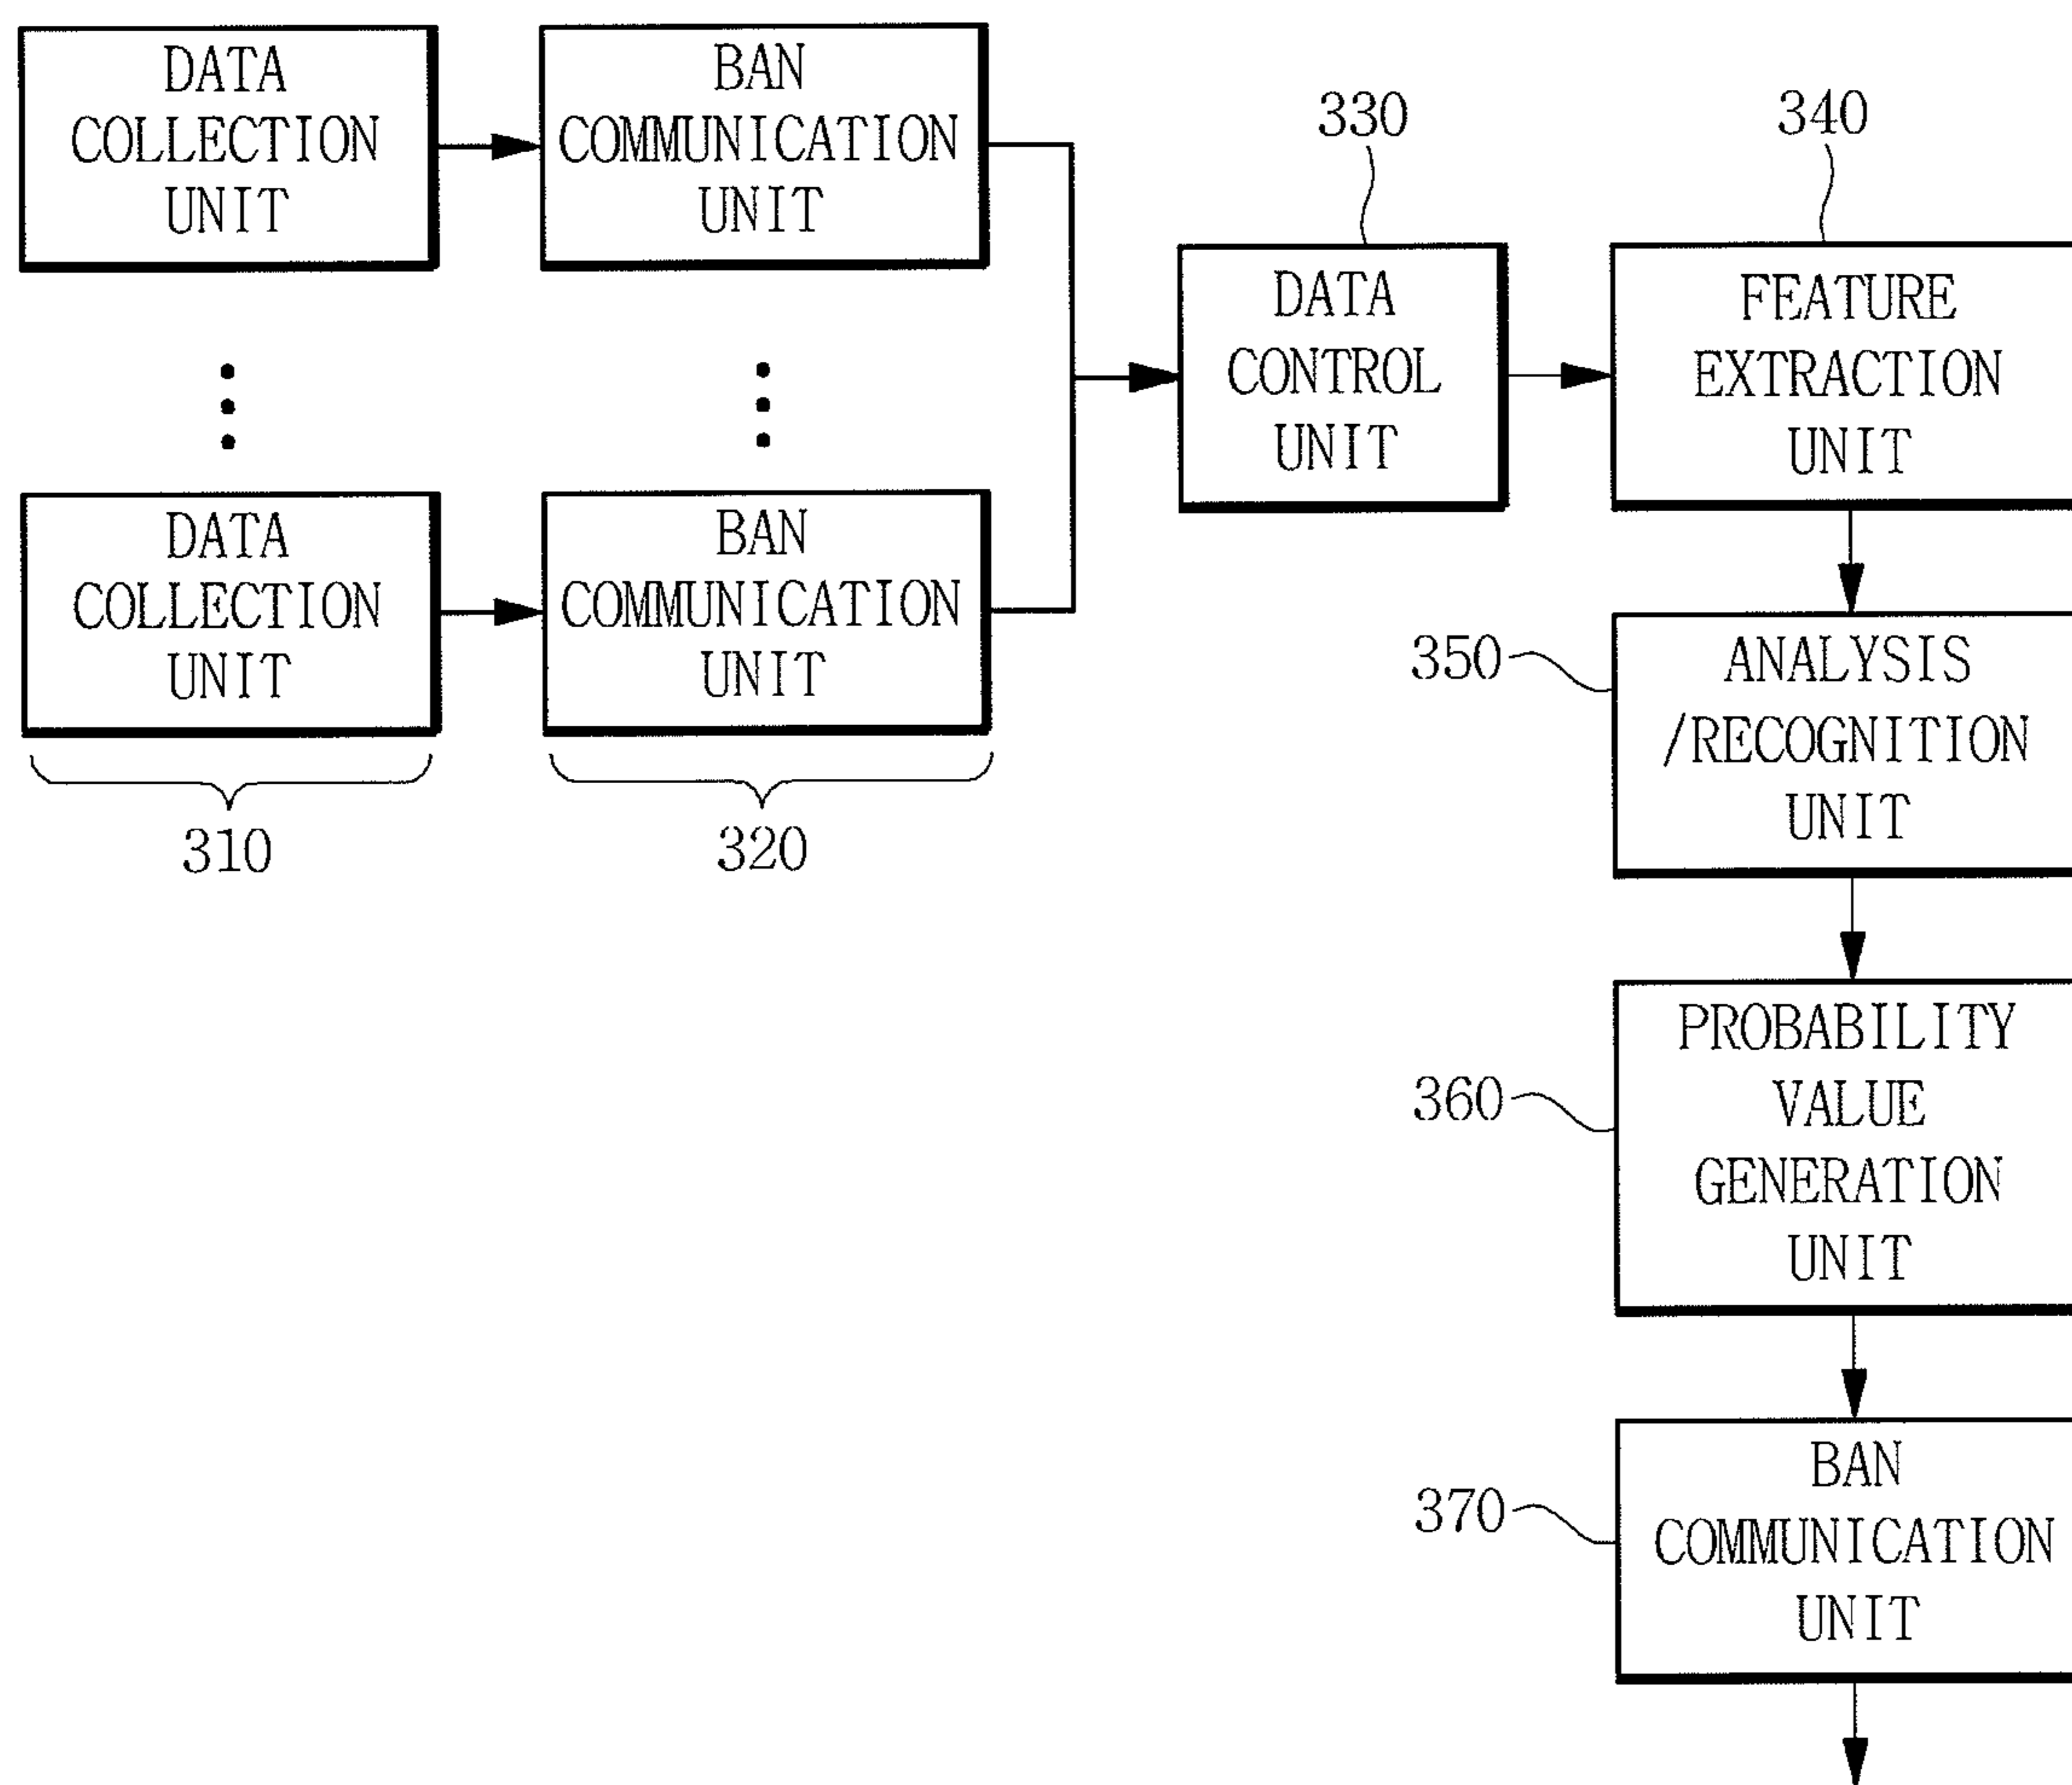 DATA
COLLECTION
UNIT
BAN
COMMUNICATION
UNIT
DATA
COLLECTION
UNIT
BAN
COMMUNICATION
UNIT
310
320
330
DATA
CONTROL
UNIT
340
FEATURE
EXTRACTION
UNIT
350
ANALYSIS
/RECOGNITION
UNIT
360
PROBABILITY
VALUE
GENERATION
UNIT
370
BAN
COMMUNICATION
UNIT